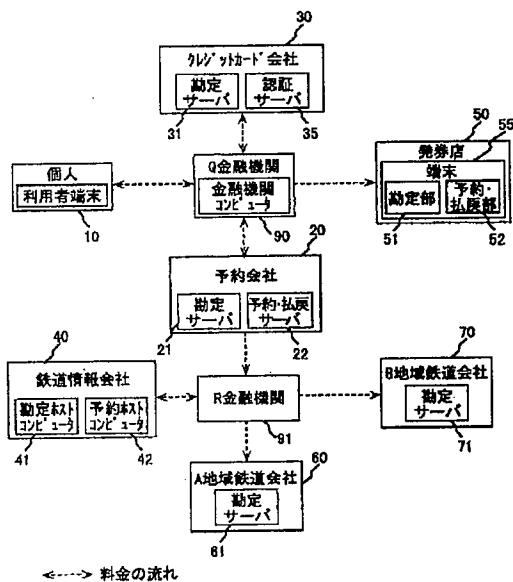 30
クレジットカード会社
勘定
サーバ
認証
サーバ
31
35
50
55
発券店
端末
勘定部
予約・
払戻部
51
52
個人
利用者端末
10
Q金融機関
金融機関
コンピュータ
90
20
予約会社
勘定
サーバ
予約・払戻
サーバ
21
22
40
鉄道情報会社
勘定ホスト
コンピュータ
予約ホスト
コンピュータ
41
42
R金融機関
91
70
B地域鉄道会社
勘定
サーバ
71
60
A地域鉄道会社
勘定
サーバ
61
料金の流れ